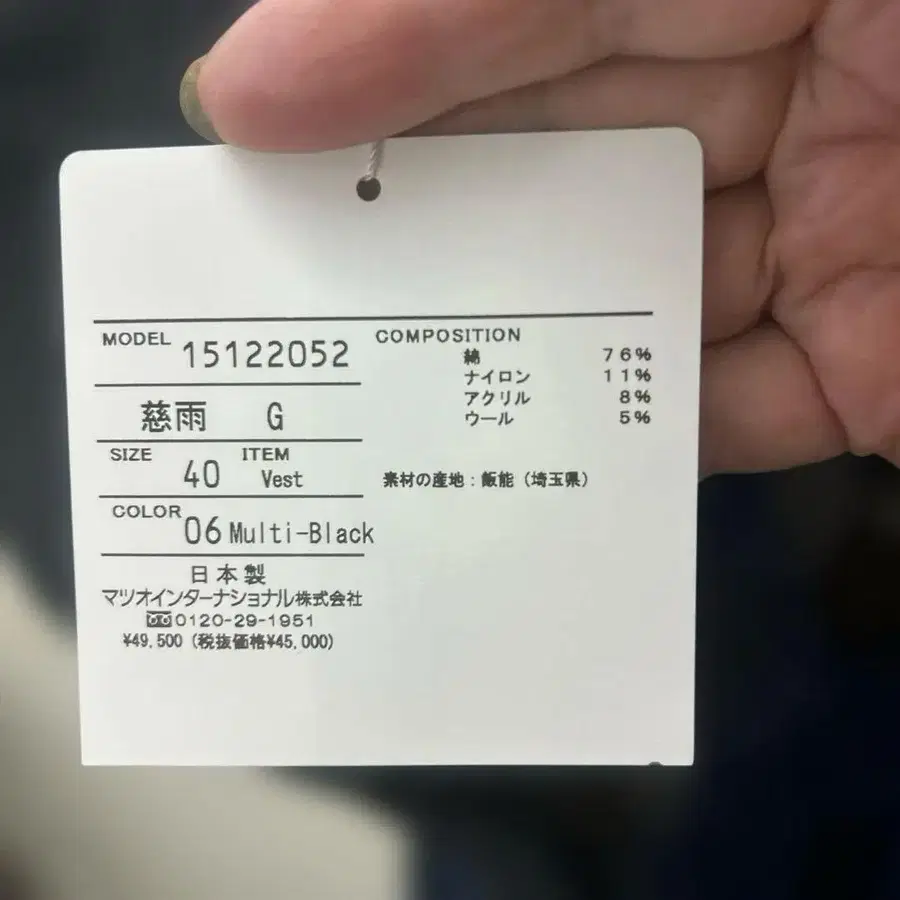 MODEL 15122052
慈雨 G
SIZE 40 ITEM Vest
COLOR 06 Multi-Black
日本製
マツオインターナショナル株式会社
0120-29-1951
¥49,500 (税抜価格¥45,000)
COMPOSITION
綿 76%
ナイロン 11%
アクリル 8%
ウール 5%
素材の産地：飯能（埼玉県）